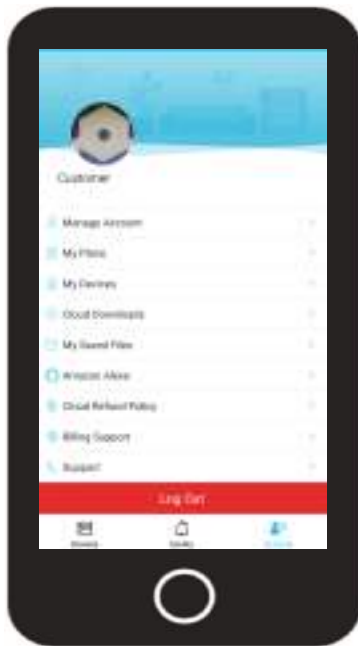 Customer
Manage Account
My Plans
My Devices
Cloud Downloads
My Saved Files
Amazon Alexa
Cloud Refund Policy
Billing Support
Support
Log Out